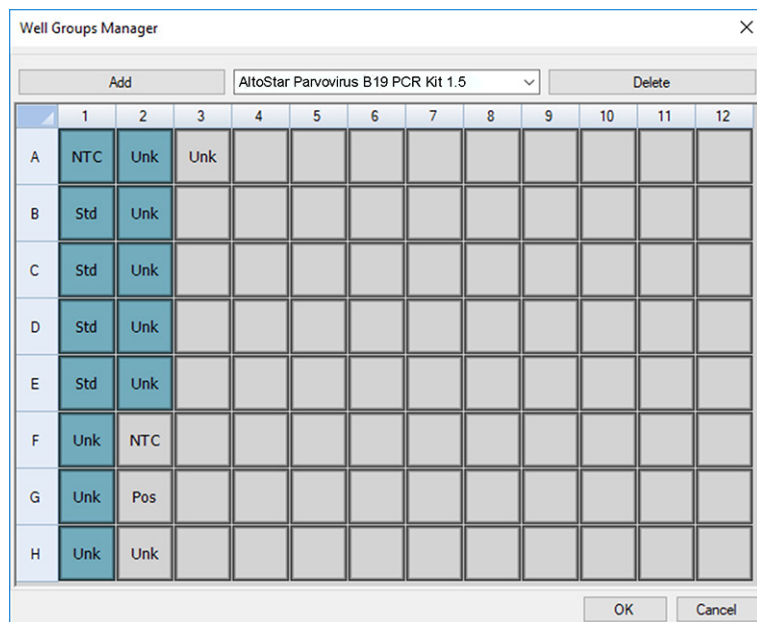 Well Groups Manager
Add AltoStar Parvovirus B19 PCR Kit 1.5 Delete
1 2 3 4 5 6 7 8 9 10 11 12
A NTC Unk Unk
B Std Unk
C Std Unk
D Std Unk
E Std Unk
F Unk NTC
G Unk Pos
H Unk Unk
OK Cancel